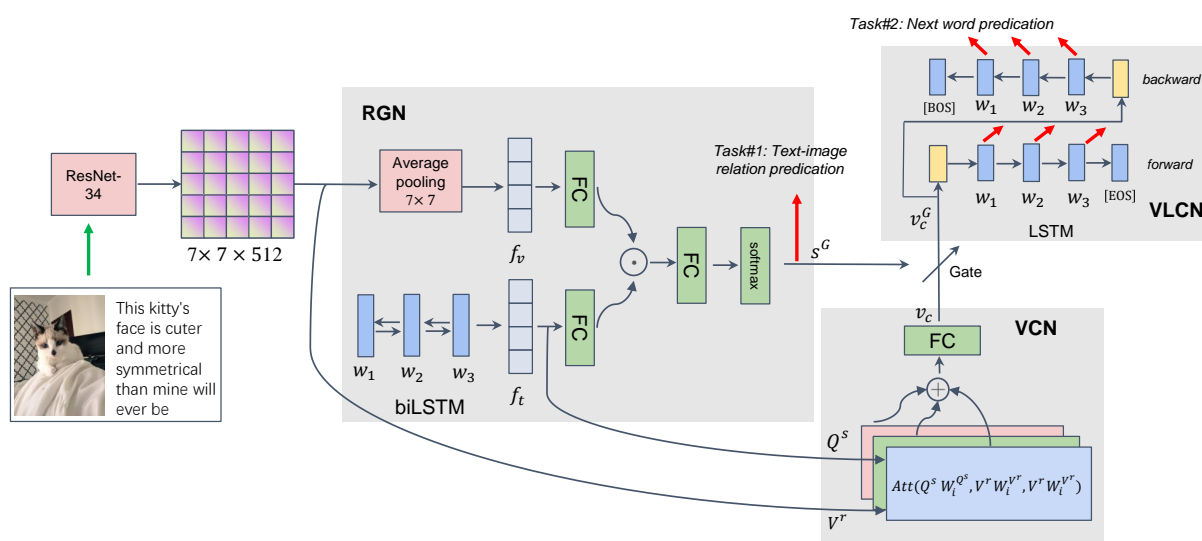 Task#2: Next word predication
backward
[BOS]
w₁
w₂
w₃
forward
w₁
w₂
w₃
[EOS]
VLCN
v_c^G
LSTM
RGN
ResNet-
34
7× 7 × 512
Average
pooling
7× 7
f_v
FC
FC
softmax
Task#1: Text-image
relation predication
s^G
Gate
This kitty's
face is cuter
and more
symmetrical
than mine will
ever be
w₁
w₂
w₃
biLSTM
f_t
FC
v_c
VCN
FC
Q^s
Att(Q^s W_i^{Q^s}, V^r W_i^{V^r}, V^r W_i^{V^r})
V^r